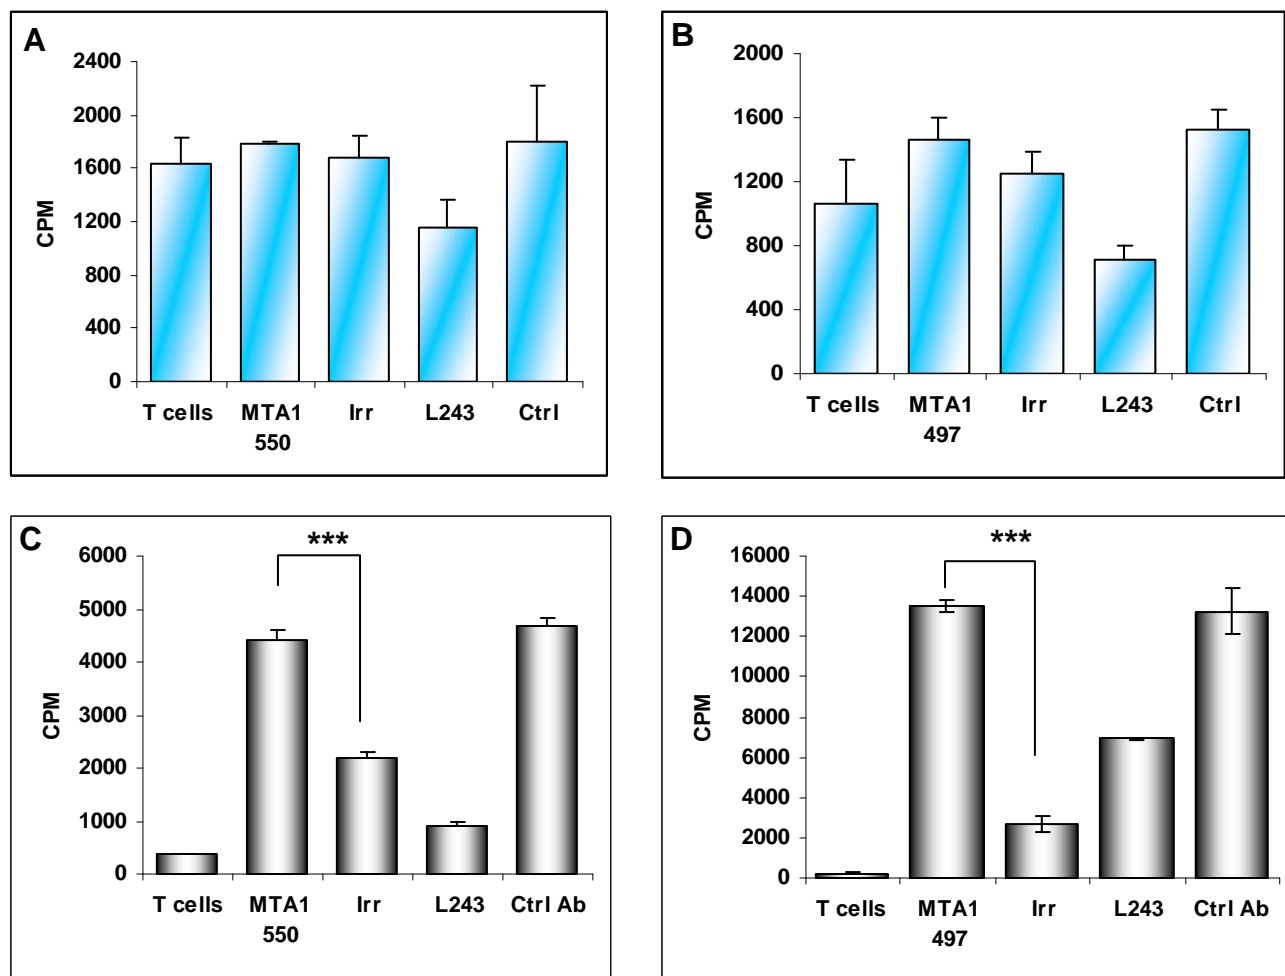 A
2400
2000
1600
1200
800
400
0
CPM
T cells MTA1 Irr L243 Ctrl
550
B
2000
1600
1200
800
400
0
CPM
T cells MTA1 Irr L243 Ctrl
497
C
***
6000
5000
4000
3000
2000
1000
0
CPM
T cells MTA1 Irr L243 Ctrl Ab
550
D
***
16000
14000
12000
10000
8000
6000
4000
2000
0
CPM
T cells MTA1 Irr L243 Ctrl Ab
497